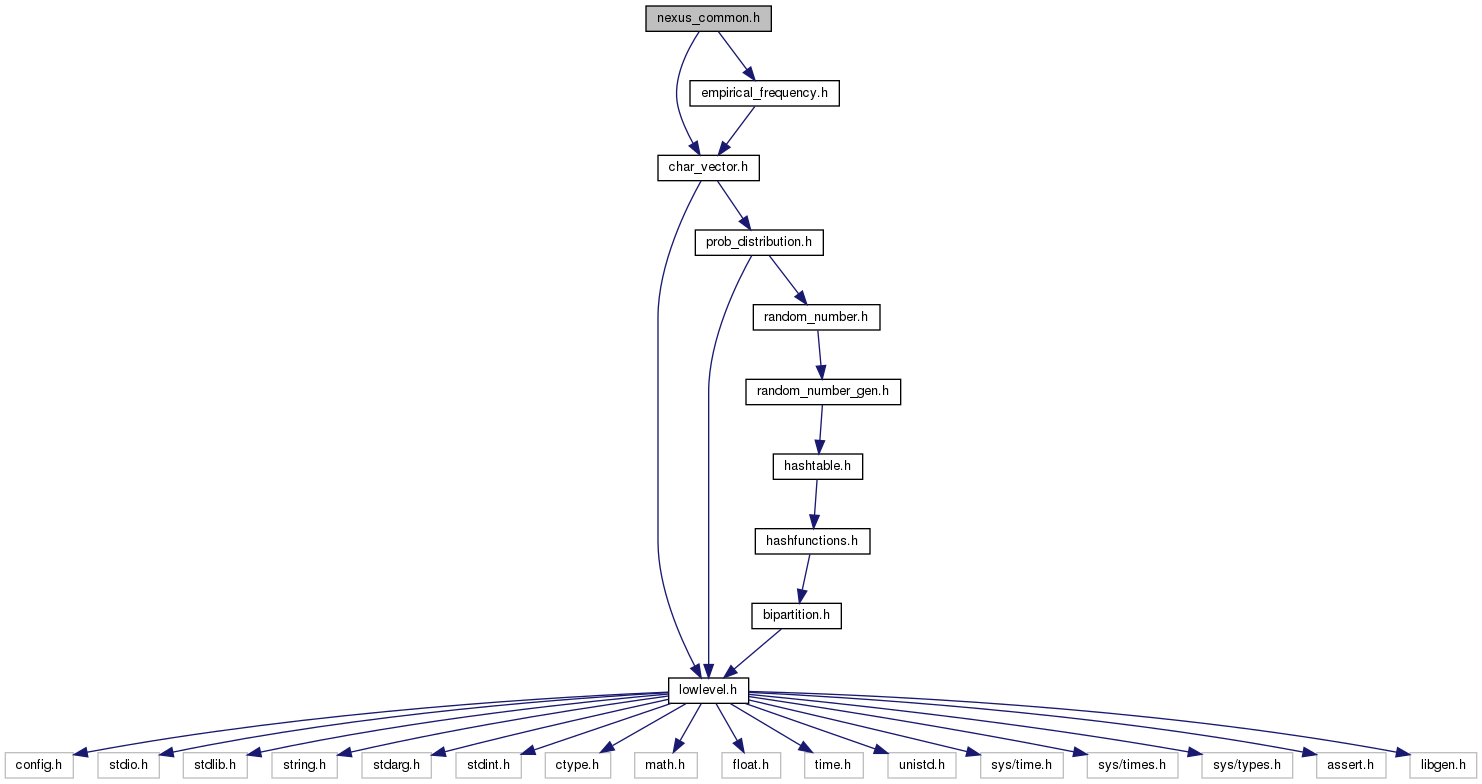 nexus_common.h
empirical_frequency.h
char_vector.h
prob_distribution.h
random_number.h
random_number_gen.h
hashtable.h
hashfunctions.h
bipartition.h
lowlevel.h
config.h stdio.h stdlib.h string.h stdarg.h stdint.h ctype.h math.h float.h time.h unistd.h sys/time.h sys/times.h sys/types.h assert.h libgen.h